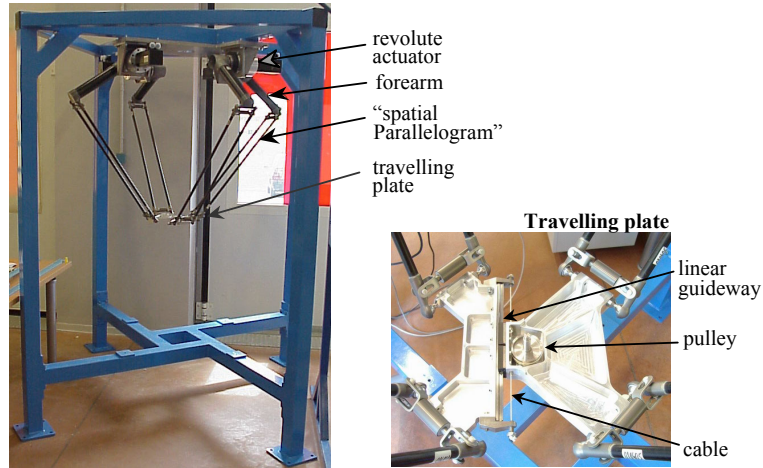 revolute
actuator
forearm
“spatial
Parallelogram”
travelling
plate
Travelling plate
linear
guideway
pulley
cable